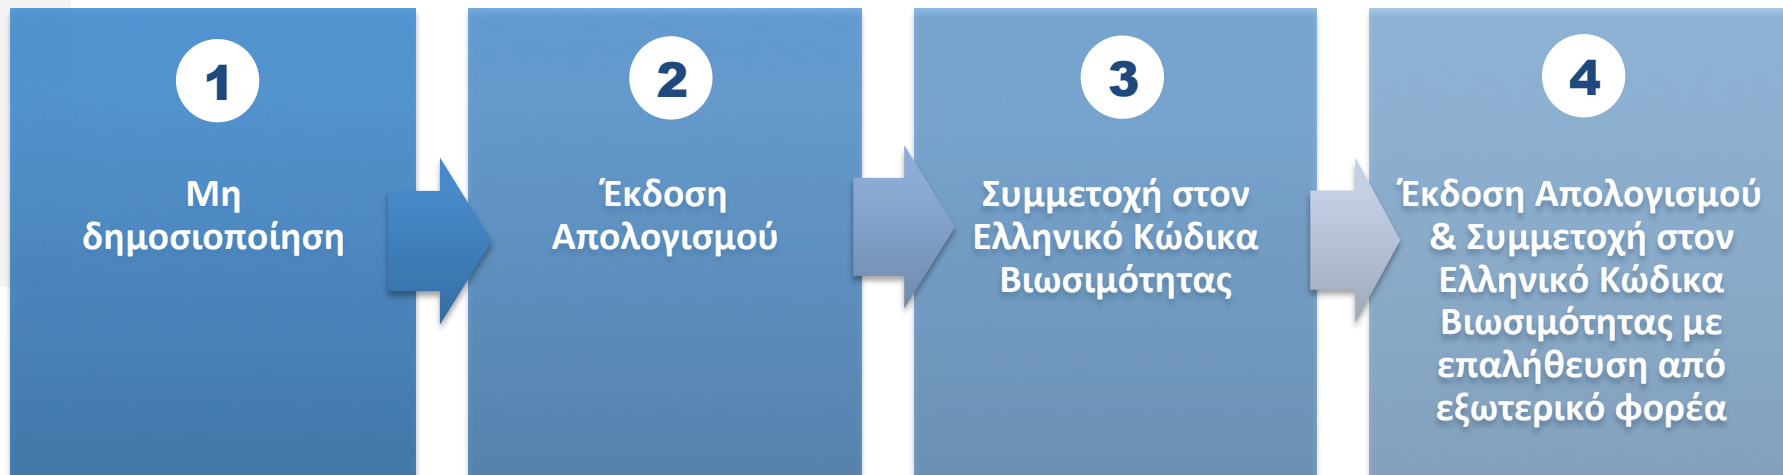 1
Μη
δημοσιοποίηση
2
Έκδοση
Απολογισμού
3
Συμμετοχή στον
Ελληνικό Κώδικα
Βιωσιμότητας
4
Έκδοση Απολογισμού
& Συμμετοχή στον
Ελληνικό Κώδικα
Βιωσιμότητας με
επαλήθευση από
εξωτερικό φορέα